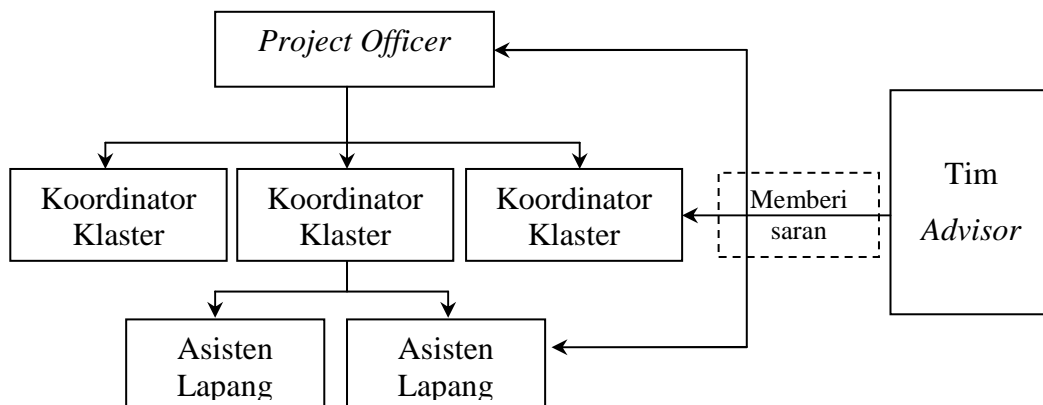 Project Officer
Koordinator
Klaster
Koordinator
Klaster
Koordinator
Klaster
Memberi
saran
Tim
Advisor
Asisten
Lapang
Asisten
Lapang